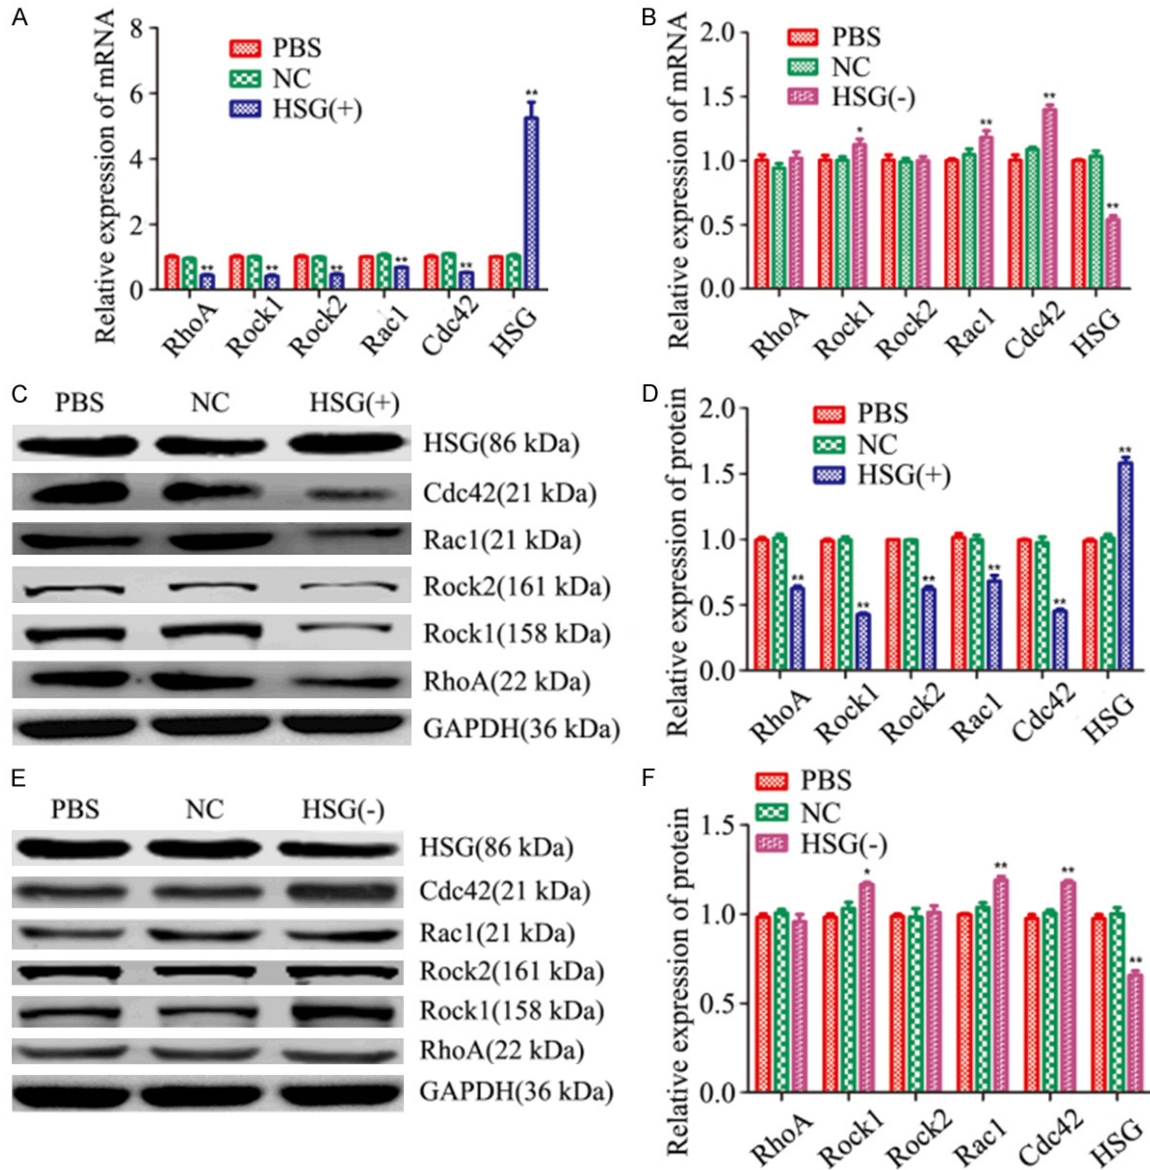 A
Relative expression of mRNA
8
6
4
2
0
PBS
NC
HSG(+)
**
**
**
**
**
**
RhoA
Rock1
Rock2
Rac1
Cdc42
HSG
B
Relative expression of mRNA
2.0
1.5
1.0
0.5
0.0
PBS
NC
HSG(-)
*
**
**
**
RhoA
Rock1
Rock2
Rac1
Cdc42
HSG
C
PBS NC HSG(+)
HSG(86 kDa)
Cdc42(21 kDa)
Rac1(21 kDa)
Rock2(161 kDa)
Rock1(158 kDa)
RhoA(22 kDa)
GAPDH(36 kDa)
D
Relative expression of protein
2.0
1.5
1.0
0.5
0.0
PBS
NC
HSG(+)
**
**
**
**
**
**
RhoA
Rock1
Rock2
Rac1
Cdc42
HSG
E
PBS NC HSG(-)
HSG(86 kDa)
Cdc42(21 kDa)
Rac1(21 kDa)
Rock2(161 kDa)
Rock1(158 kDa)
RhoA(22 kDa)
GAPDH(36 kDa)
F
Relative expression of protein
1.5
1.0
0.5
0.0
PBS
NC
HSG(-)
*
**
**
**
RhoA
Rock1
Rock2
Rac1
Cdc42
HSG